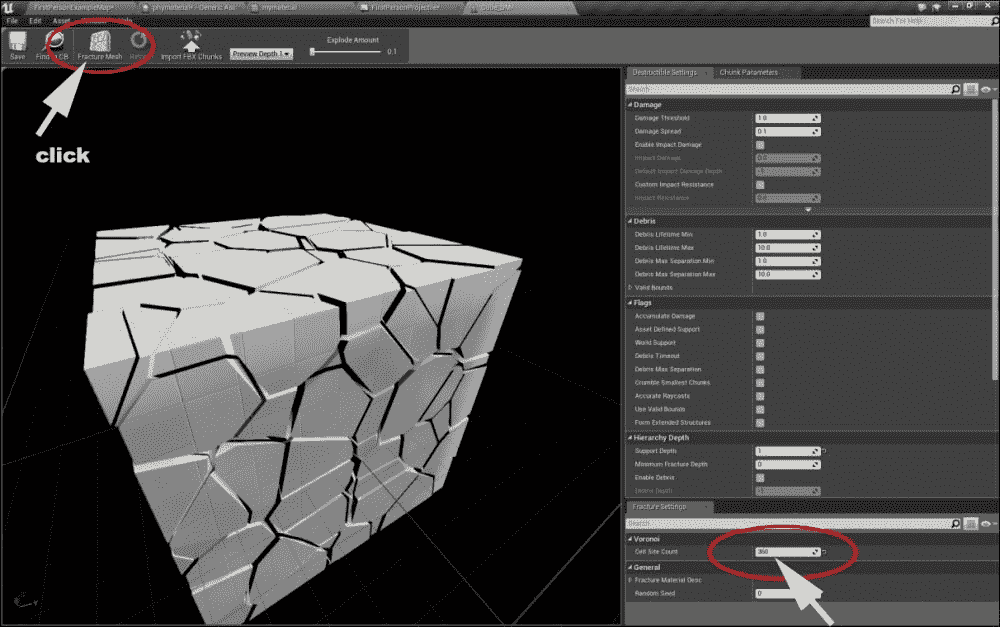 FirstPersonExampleMap*
phymaterial - Generic Ass
mymaterial
FirstPersonProjectile*
Cube_DM*
File Edit Asset Window Help
Search For Help
Save
Find in CB
Fracture Mesh
Import FBX Chunks
Preview Depth 1
Explode Amount
0.1
click
Destructible Settings
Chunk Parameters
Search
Damage
Damage Threshold 1.0
Damage Spread 0.1
Enable Impact Damage
Impact Damage 0.0
Default Impact Damage Depth -1
Custom Impact Resistance
Impact Resistance 0.0
Debris
Debris Lifetime Min 1.0
Debris Lifetime Max 10.0
Debris Max Separation Min 1.0
Debris Max Separation Max 10.0
Valid Bounds
Flags
Accumulate Damage
Asset Defined Support
World Support
Debris Timeout
Debris Max Separation
Crumble Smallest Chunks
Accurate Raycasts
Use Valid Bounds
Form Extended Structures
Hierarchy Depth
Support Depth 1
Minimum Fracture Depth 0
Enable Debris
Debris Depth -1
Fracture Settings
Search
Voronoi
Cell Site Count 360
General
Fracture Material Desc
Random Seed 0